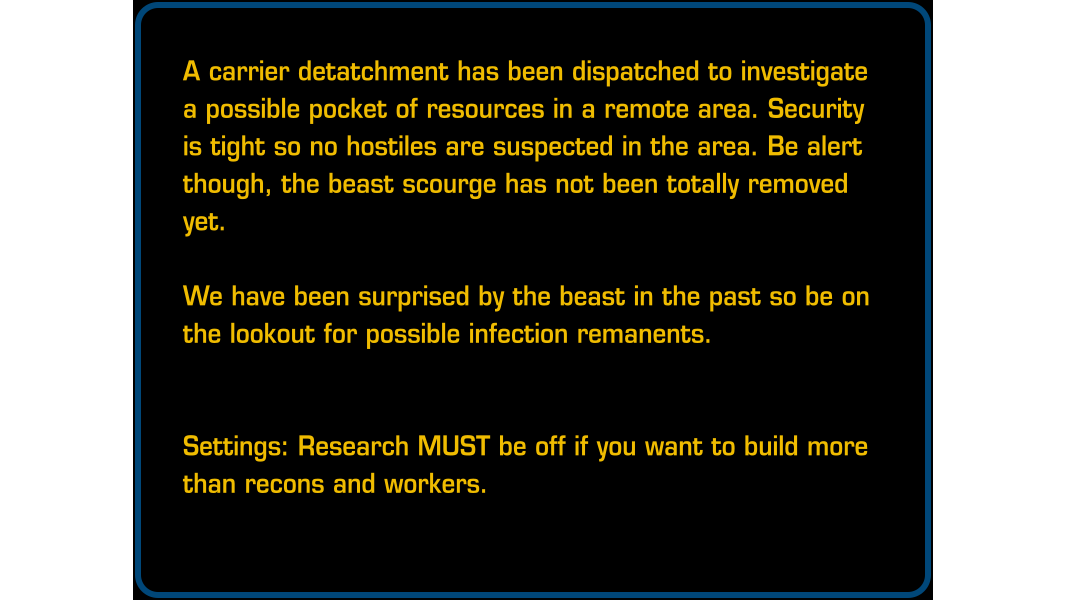 A carrier detatchment has been dispatched to investigate
a possible pocket of resources in a remote area. Security
is tight so no hostiles are suspected in the area. Be alert
though, the beast scourge has not been totally removed
yet.
We have been surprised by the beast in the past so be on
the lookout for possible infection remanents.
Settings: Research MUST be off if you want to build more
than recons and workers.